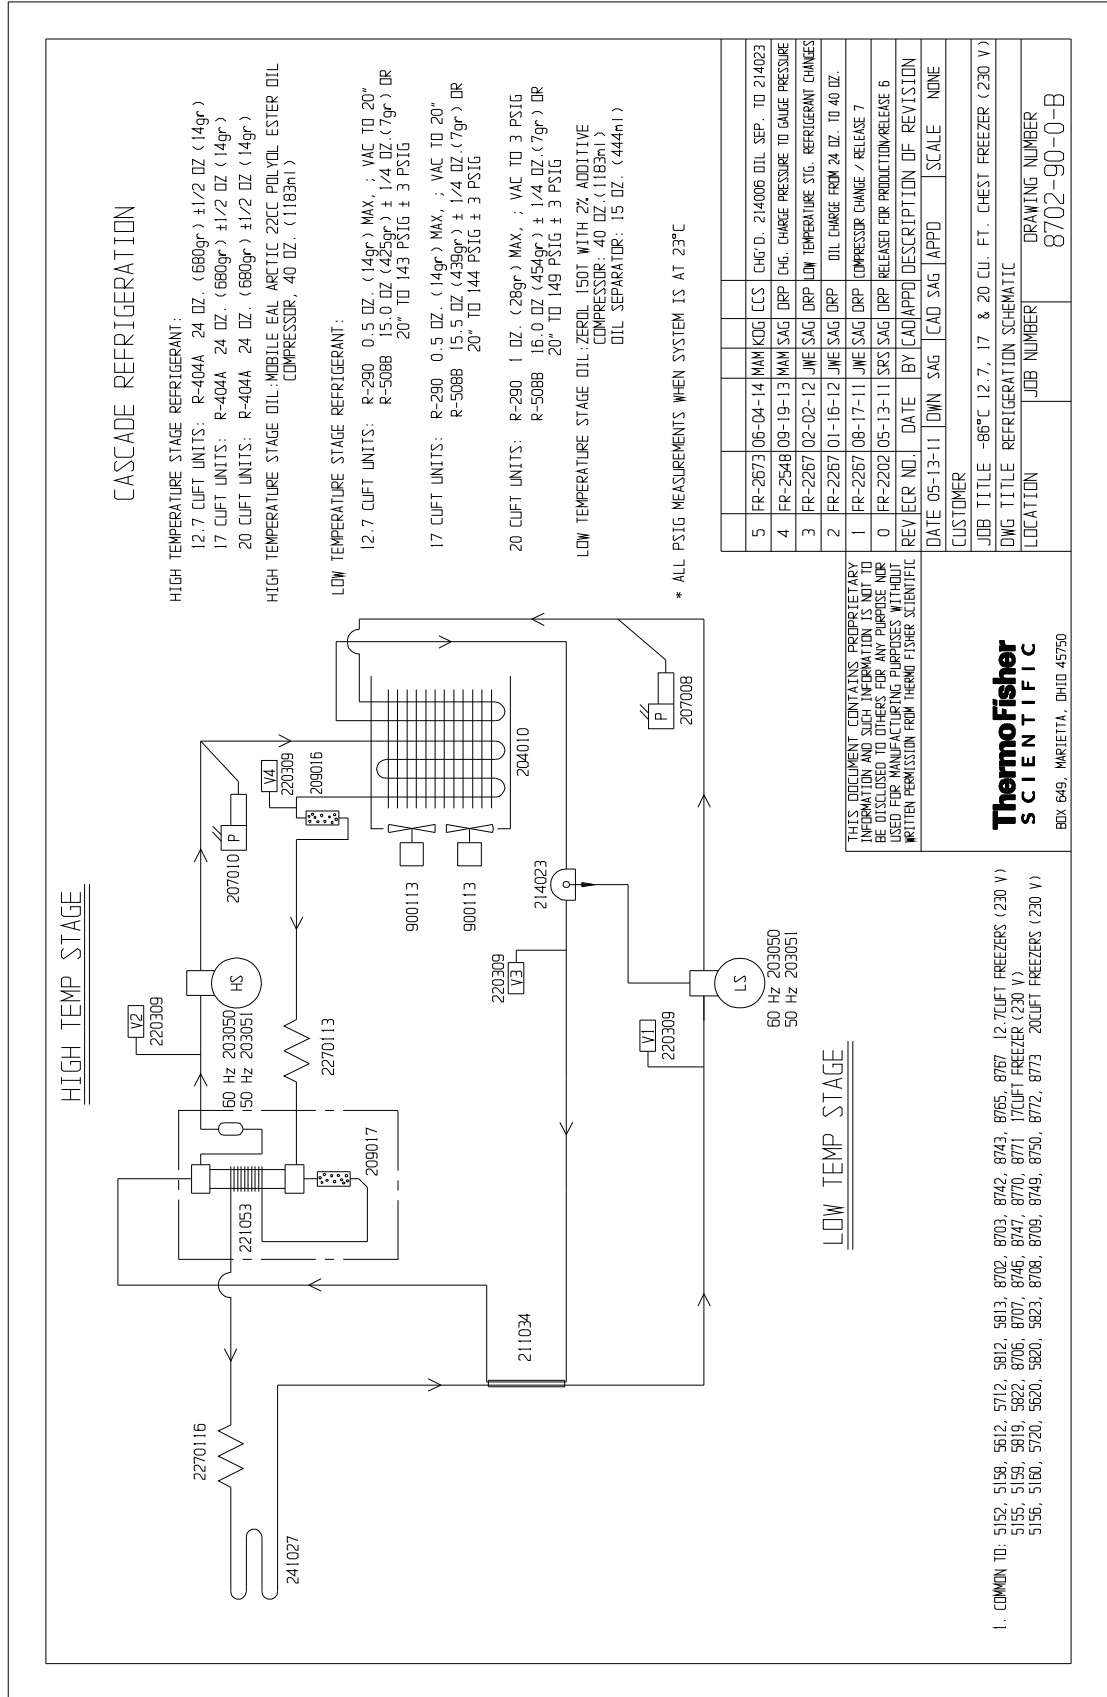 CASCADE REFRIGERATION
HIGH TEMPERATURE STAGE REFRIGERANT:
12.7 CUFT UNITS: R-404A 24 OZ. (680gr) ±1/2 OZ (14gr)
17 CUFT UNITS: R-404A 24 OZ. (680gr) ±1/2 OZ (14gr)
20 CUFT UNITS: R-404A 24 OZ. (680gr) ±1/2 OZ (14gr)
HIGH TEMPERATURE STAGE OIL:MOBILE EAL ARCTIC 22CC POLYOL ESTER OIL
COMPRESSOR, 40 OZ. (1183ml)
LOW TEMPERATURE STAGE REFRIGERANT:
12.7 CUFT UNITS: R-290 0.5 OZ. (14gr) MAX, ; VAC TO 20"
R-508B 15.0 OZ (425gr) ± 1/4 OZ.(7gr) OR
20" TO 143 PSIG ± 3 PSIG
17 CUFT UNITS: R-290 0.5 OZ. (14gr) MAX, ; VAC TO 20"
R-508B 15.5 OZ (439gr) ± 1/4 OZ.(7gr) OR
20" TO 144 PSIG ± 3 PSIG
20 CUFT UNITS: R-290 1 OZ. (28gr) MAX, ; VAC TO 3 PSIG
R-508B 16.0 OZ (454gr) ± 1/4 OZ.(7gr) OR
20" TO 149 PSIG ± 3 PSIG
LOW TEMPERATURE STAGE OIL:ZEROL 150T WITH 2% ADDITIVE
COMPRESSOR: 40 OZ.(1183ml)
OIL SEPARATOR: 15 OZ. (444ml)
* ALL PSIG MEASUREMENTS WHEN SYSTEM IS AT 23°C
HIGH TEMP STAGE
V2
220309
HS
60 Hz 203050
50 Hz 203051
P
207010
V4
220309
209016
2270113
209017
221053
900113
900113
204010
2270116
241027
211034
214023
220309
V3
V1
220309
LS
60 Hz 203050
50 Hz 203051
P
207008
LOW TEMP STAGE
1. COMMON TO: 5152, 5158, 5612, 5712, 5812, 5813, 8702, 8703, 8742, 8743, 8765, 8767 12.7CUFT FREEZERS (230 V)
5155, 5159, 5819, 5822, 8706, 8707, 8746, 8747, 8770, 8771 17CUFT FREEZER (230 V)
5156, 5160, 5720, 5620, 5820, 5823, 8708, 8709, 8749, 8750, 8772, 8773 20CUFT FREEZERS (230 V)
THIS DOCUMENT CONTAINS PROPRIETARY
INFORMATION AND SUCH INFORMATION IS NOT TO
BE DISCLOSED TO OTHERS FOR ANY PURPOSE NOR
USED FOR MANUFACTURING PURPOSES WITHOUT
WRITTEN PERMISSION FROM THERMO FISHER SCIENTIFIC
ThermoFisher
SCIENTIFIC
BOX 649, MARIETTA, OHIO 45750
5 FR-2673 06-04-14 MAM KDG CCS CHG'D. 214006 OIL SEP. TO 214023
4 FR-2548 09-19-13 MAM SAG DRP CHG. CHARGE PRESSURE TO GAUGE PRESSURE
3 FR-2267 02-02-12 JWE SAG DRP LOW TEMPERATURE STG. REFRIGERANT CHANGES
2 FR-2267 01-16-12 JWE SAG DRP OIL CHARGE FROM 24 OZ. TO 40 OZ.
1 FR-2267 08-17-11 JWE SAG DRP COMPRESSOR CHANGE / RELEASE 7
0 FR-2202 05-13-11 SRS SAG DRP RELEASED FOR PRODUCTION/RELEASE 6
REV ECR NO. DATE BY CAD APPD DESCRIPTION OF REVISION
DATE 05-13-11 DWN SAG CAD SAG APPD SCALE NONE
CUSTOMER
JOB TITLE -86°C 12.7, 17 & 20 CU. FT. CHEST FREEZER (230 V)
DWG TITLE REFRIGERATION SCHEMATIC
LOCATION JOB NUMBER DRAWING NUMBER
8702-90-0-B